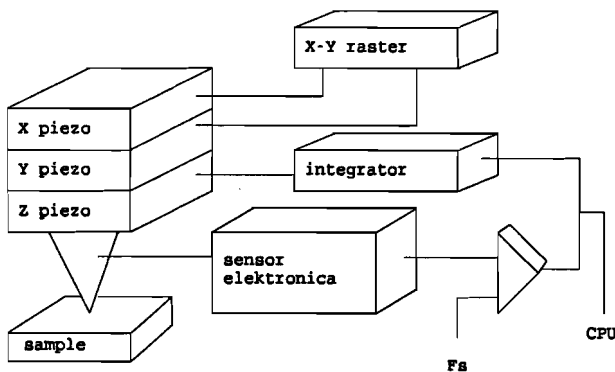 X-Y raster
X piezo
Y piezo
integrator
Z piezo
sensor
elektronica
sample
CPU
Fs